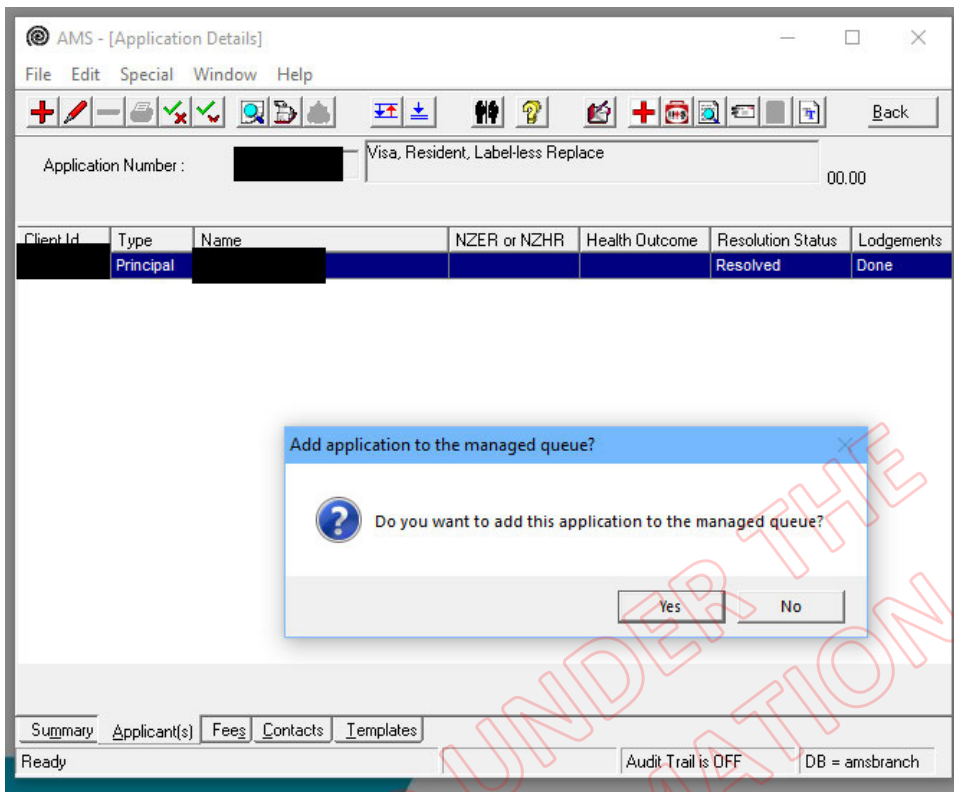 AMS - [Application Details]
File Edit Special Window Help
Back
Application Number :
Visa, Resident, Label-less Replace
00.00
Client Id Type Name NZER or NZHR Health Outcome Resolution Status Lodgements
Principal Resolved Done
Add application to the managed queue?
Do you want to add this application to the managed queue?
Yes No
UNDER THE
MATION
Summary Applicant(s) Fees Contacts Templates
Ready Audit Trail is OFF DB = amsbranch